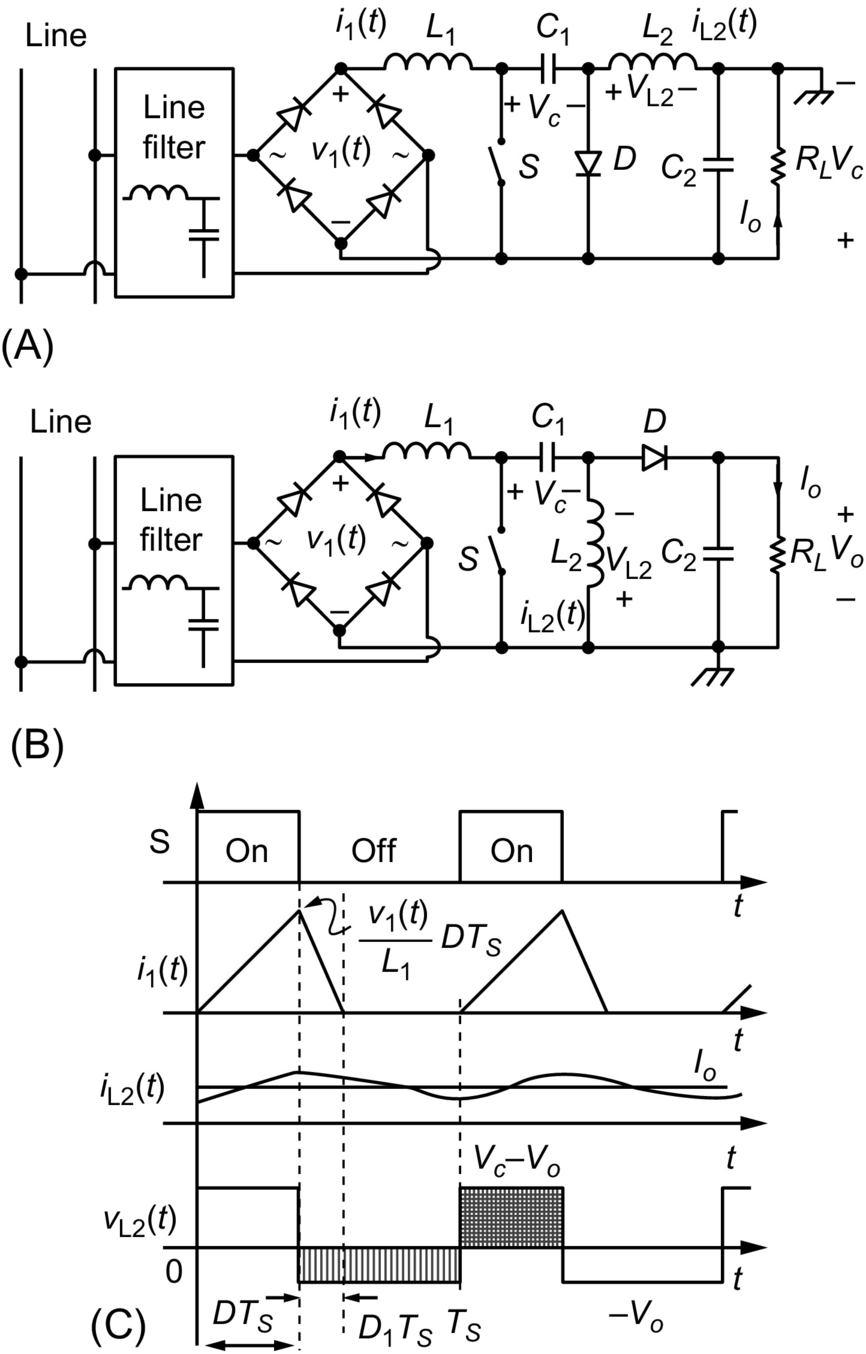 Line
i1(t)
L1
C1
L2
iL2(t)
Line
filter
+
~ v1(t) ~
−
+ Vc −
+ VL2 −
S
D
C2
RL Vc
−
Io
+
(A)
Line
i1(t)
L1
C1
D
Line
filter
+
~ v1(t) ~
−
+ Vc −
S
L2
−
VL2
+
iL2(t)
C2
Io
+
RL Vo
−
(B)
S
On
Off
On
t
i1(t)
v1(t)
L1
DTS
t
iL2(t)
Io
t
Vc–Vo
vL2(t)
0
t
DTS
D1TS
TS
–Vo
(C)